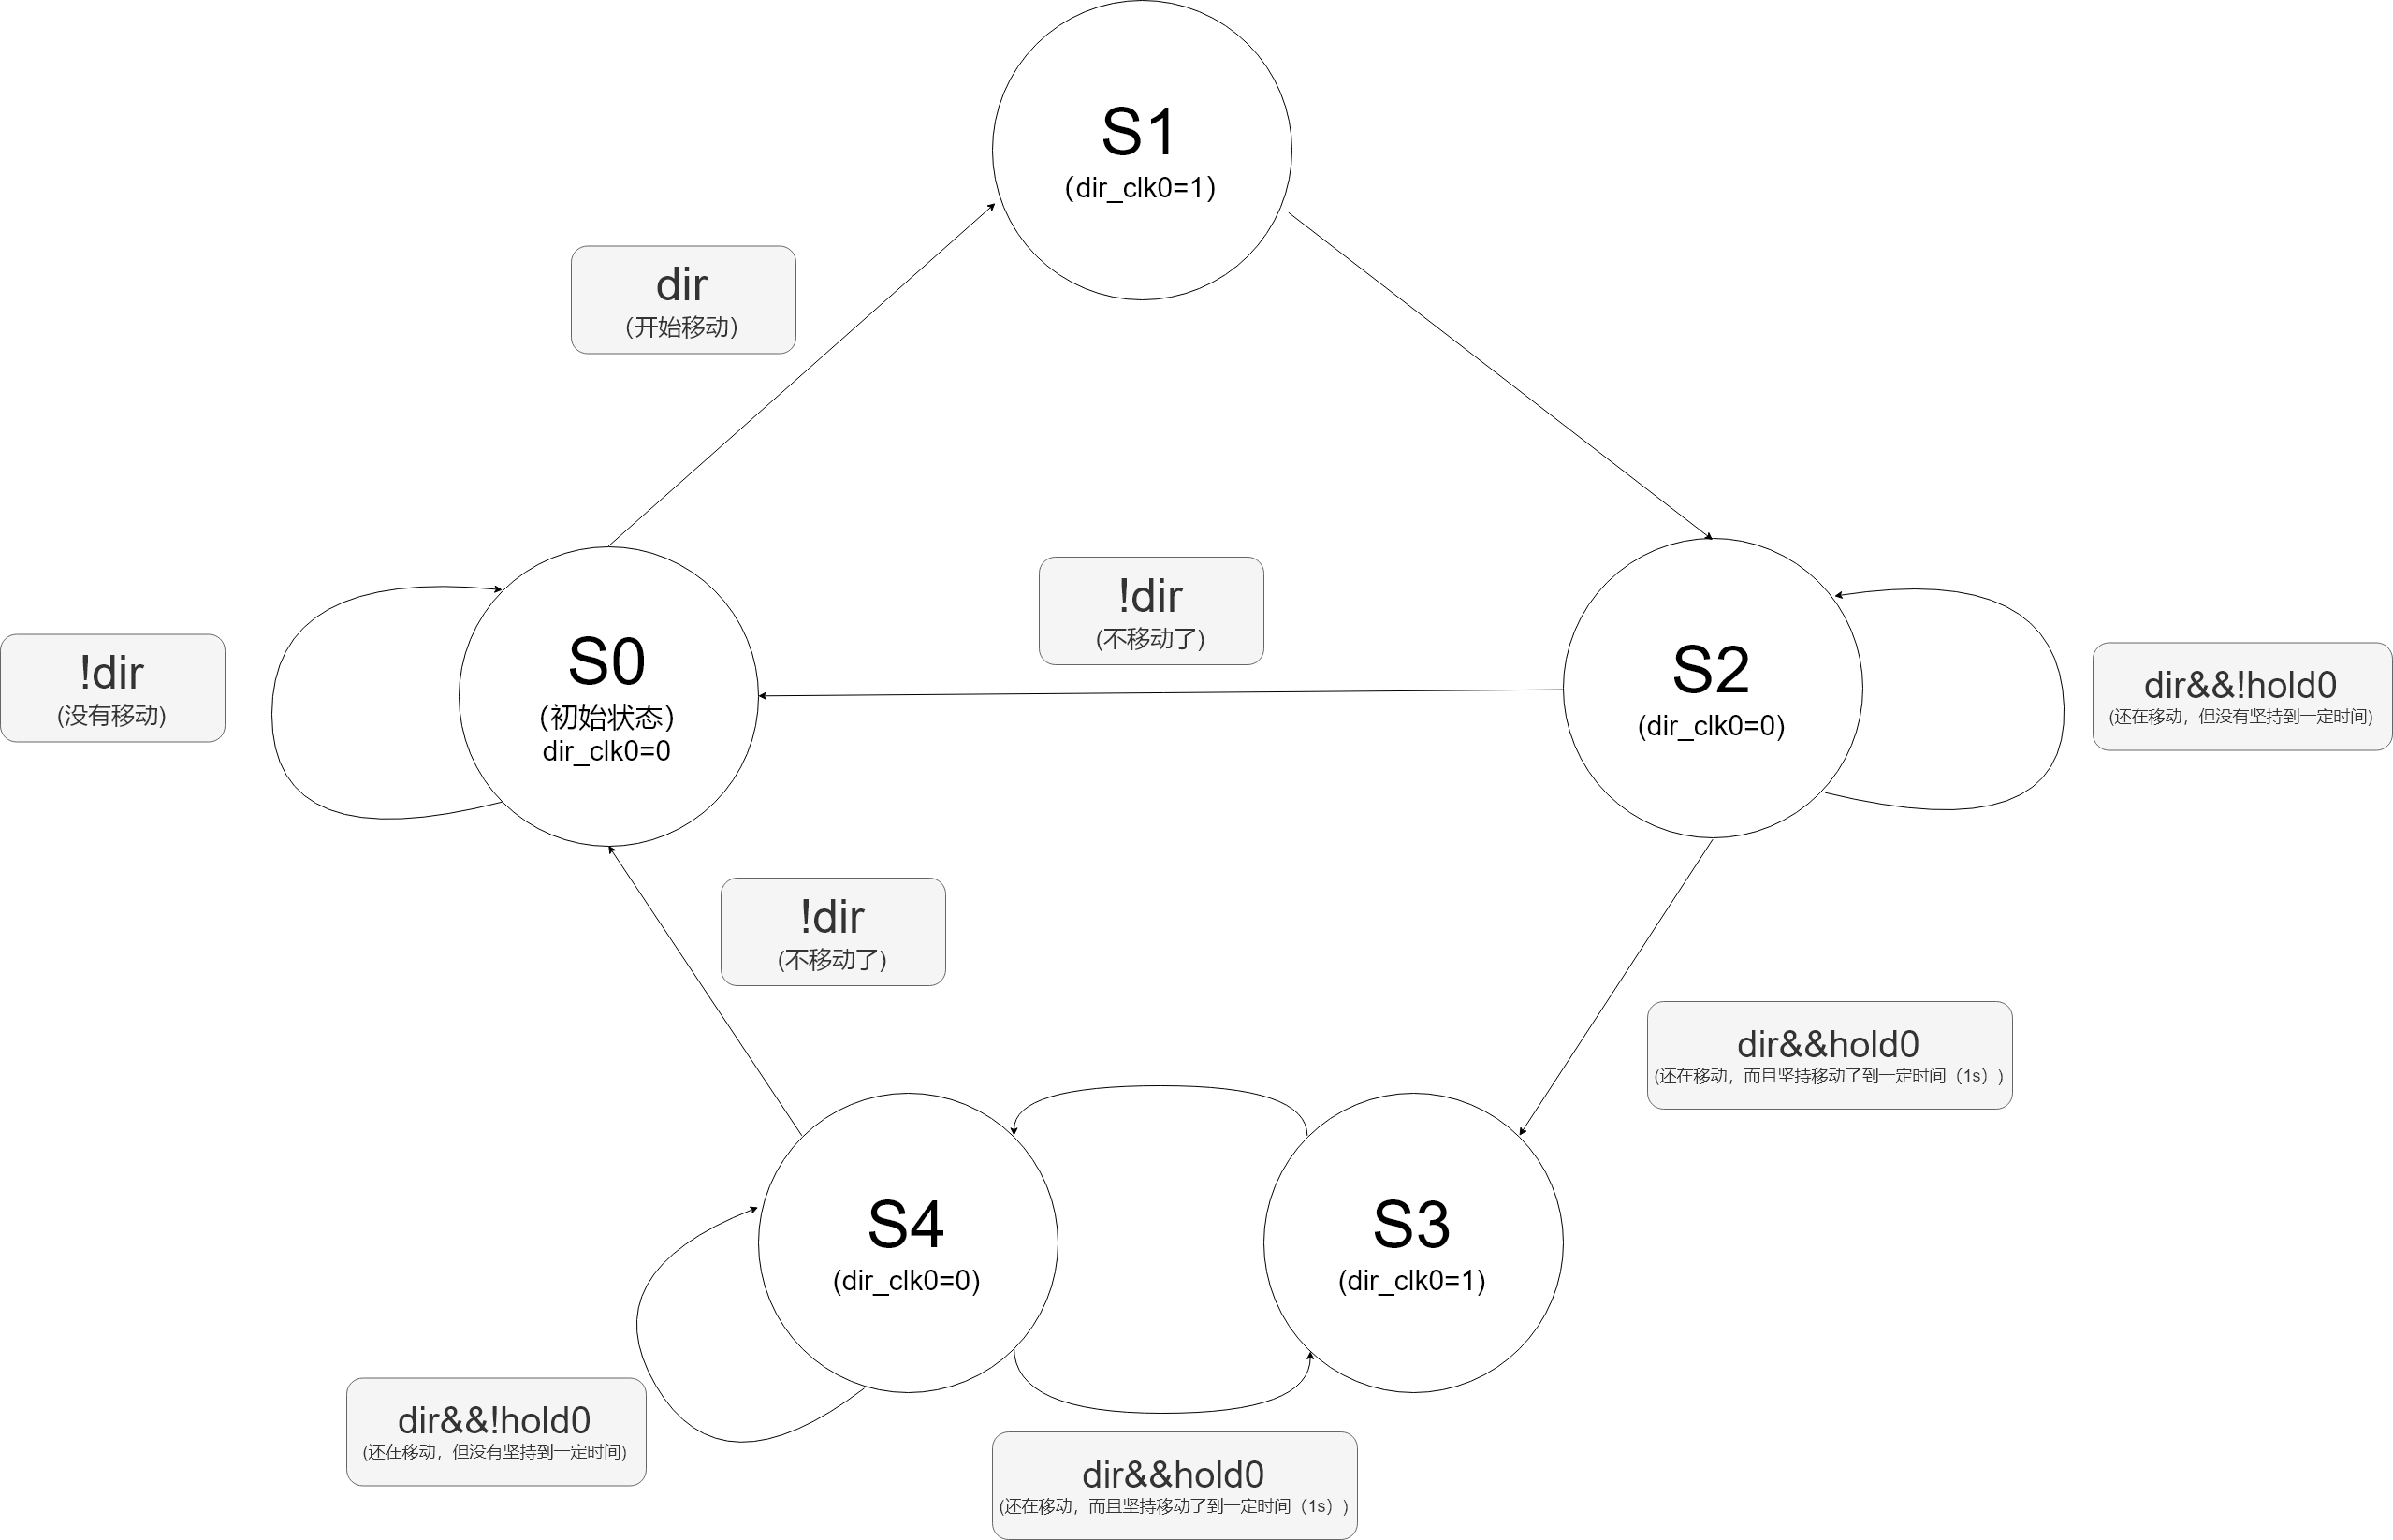 S1
（dir_clk0=1）
dir
（开始移动）
!dir
(不移动了)
!dir
(没有移动)
S0
（初始状态）
dir_clk0=0
S2
(dir_clk0=0)
dir&&!hold0
(还在移动，但没有坚持到一定时间)
!dir
(不移动了)
dir&&hold0
(还在移动，而且坚持移动了到一定时间（1s）)
S4
(dir_clk0=0)
S3
(dir_clk0=1)
dir&&!hold0
(还在移动，但没有坚持到一定时间)
dir&&hold0
(还在移动，而且坚持移动了到一定时间（1s）)